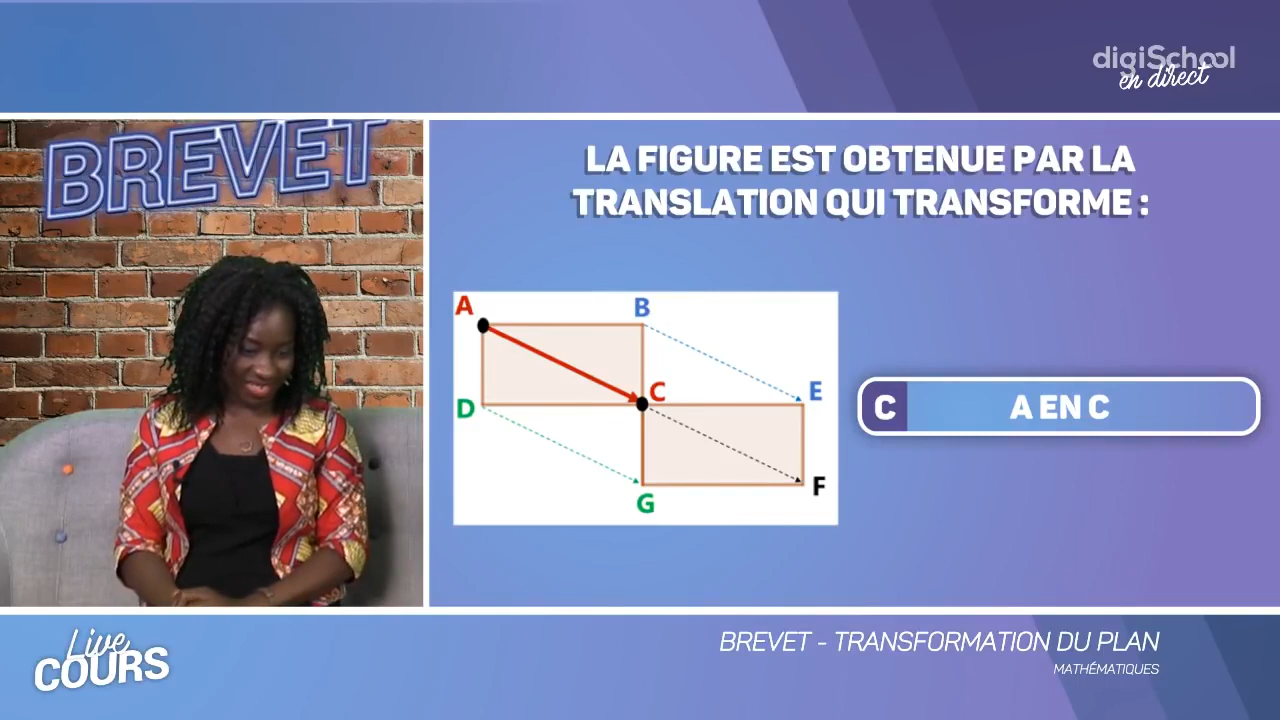 digiSchool
en direct
BREVET
LA FIGURE EST OBTENUE PAR LA
TRANSLATION QUI TRANSFORME :
A
B
C
D
E
F
G
C
A EN C
Live
COURS
BREVET - TRANSFORMATION DU PLAN
MATHÉMATIQUES